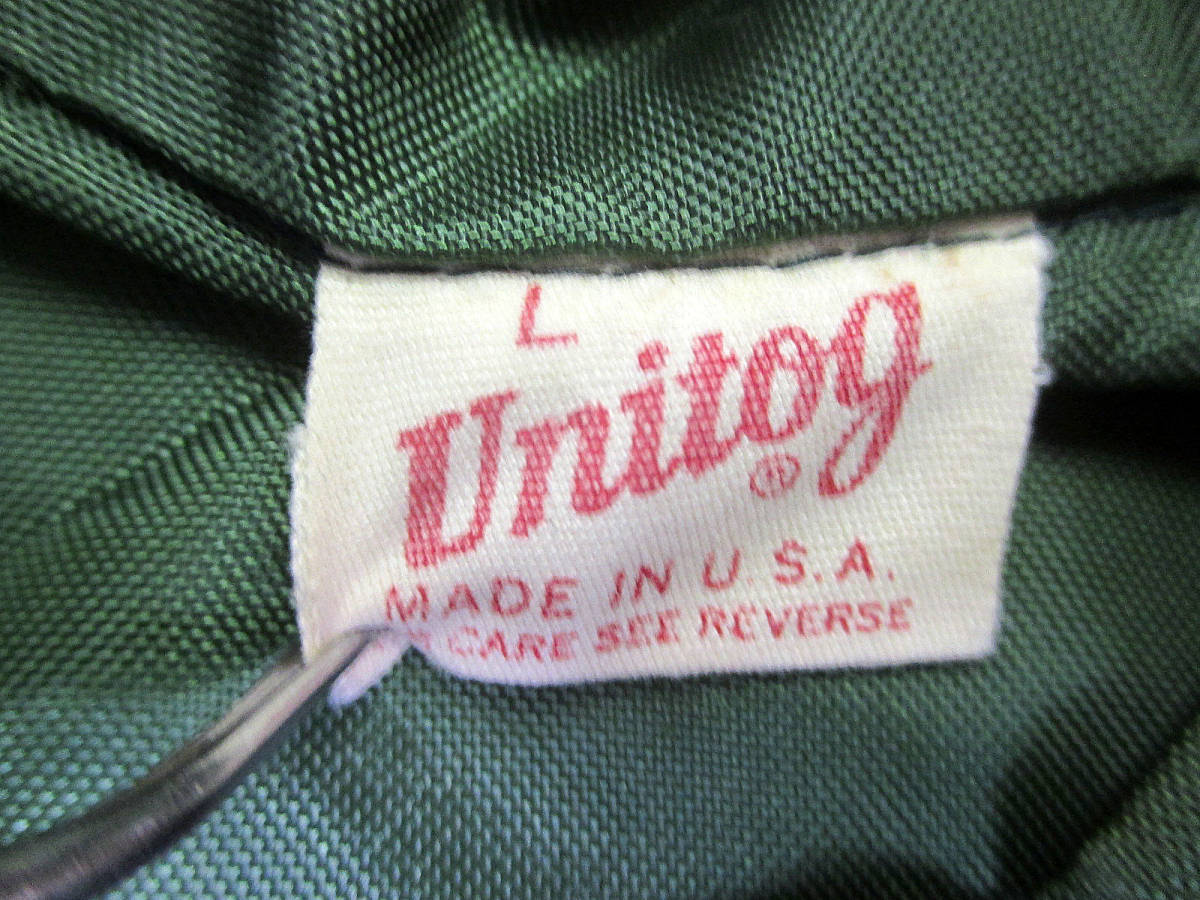 L
Unitog
®
MADE IN U.S.A.
CARE SEE REVERSE